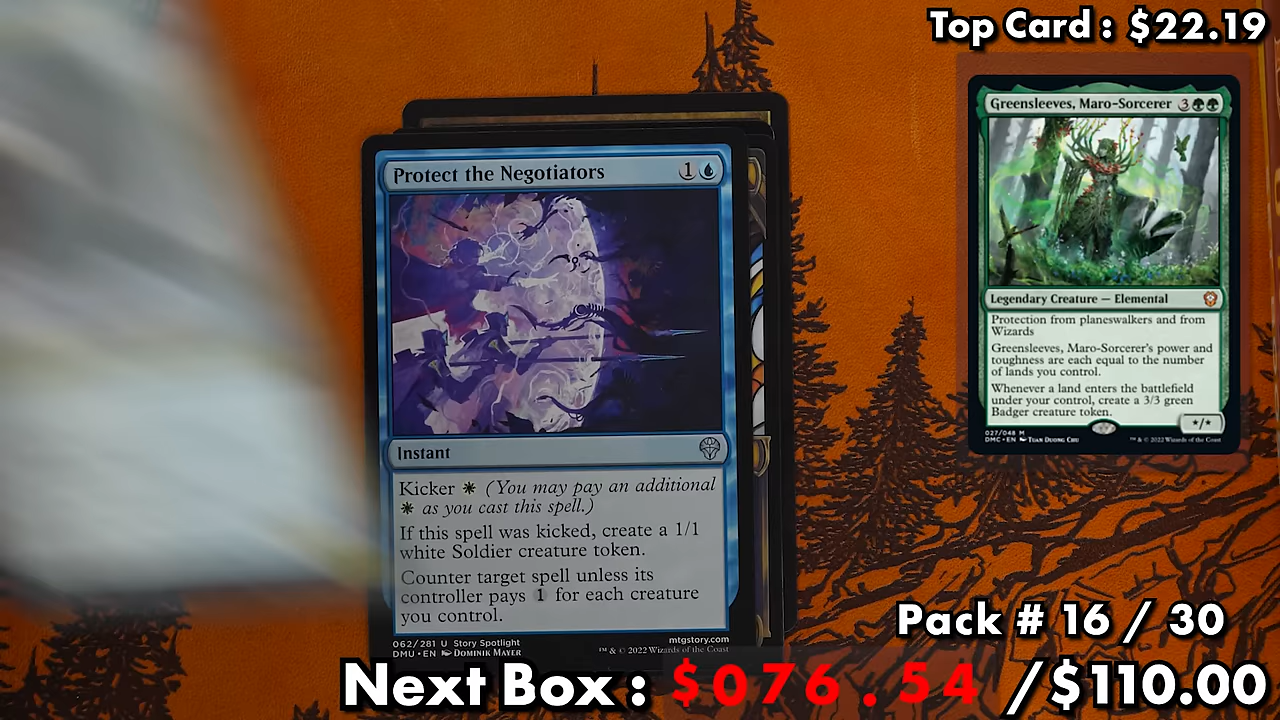 Top Card : $22.19
Greensleeves, Maro-Sorcerer 3
Legendary Creature — Elemental
Protection from planeswalkers and from
Wizards
Greensleeves, Maro-Sorcerer's power and
toughness are each equal to the number
of lands you control.
Whenever a land enters the battlefield
under your control, create a 3/3 green
Badger creature token.
*/*
027/048 M
DMC • EN Tuan Duong Chu ™ & © 2022 Wizards of the Coast
Protect the Negotiators 1
Instant
Kicker (You may pay an additional
as you cast this spell.)
If this spell was kicked, create a 1/1
white Soldier creature token.
Counter target spell unless its
controller pays 1 for each creature
you control.
062/281 U Story Spotlight mtgstory.com
DMU • EN Dominik Mayer ™ & © 2022 Wizards of the Coast
Pack # 16 / 30
Next Box : $076.54 /$110.00